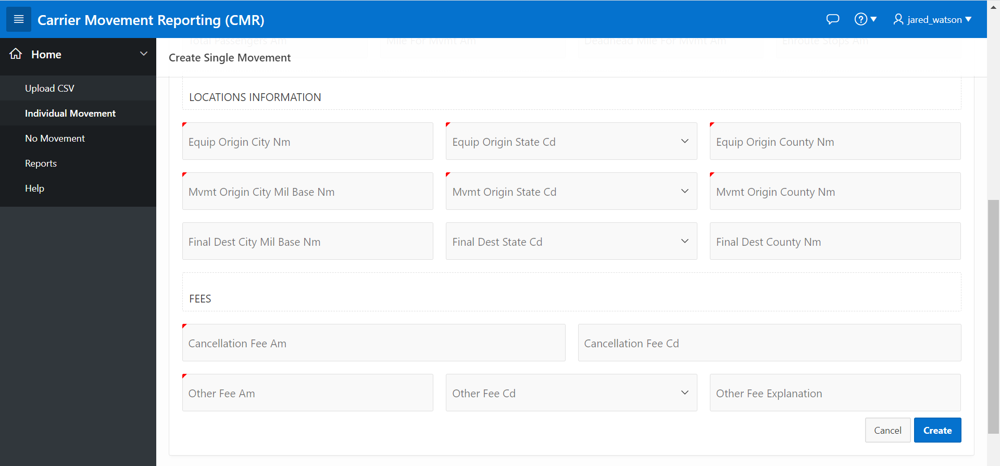 Carrier Movement Reporting (CMR)
jared_watson
Home
Upload CSV
Individual Movement
No Movement
Reports
Help
Total Passengers Am
Mile For Mvmt Am
Deadhead Mile For Mvmt Am
Enroute Stops Am
Create Single Movement
LOCATIONS INFORMATION
Equip Origin City Nm
Equip Origin State Cd
Equip Origin County Nm
Mvmt Origin City Mil Base Nm
Mvmt Origin State Cd
Mvmt Origin County Nm
Final Dest City Mil Base Nm
Final Dest State Cd
Final Dest County Nm
FEES
Cancellation Fee Am
Cancellation Fee Cd
Other Fee Am
Other Fee Cd
Other Fee Explanation
Cancel
Create